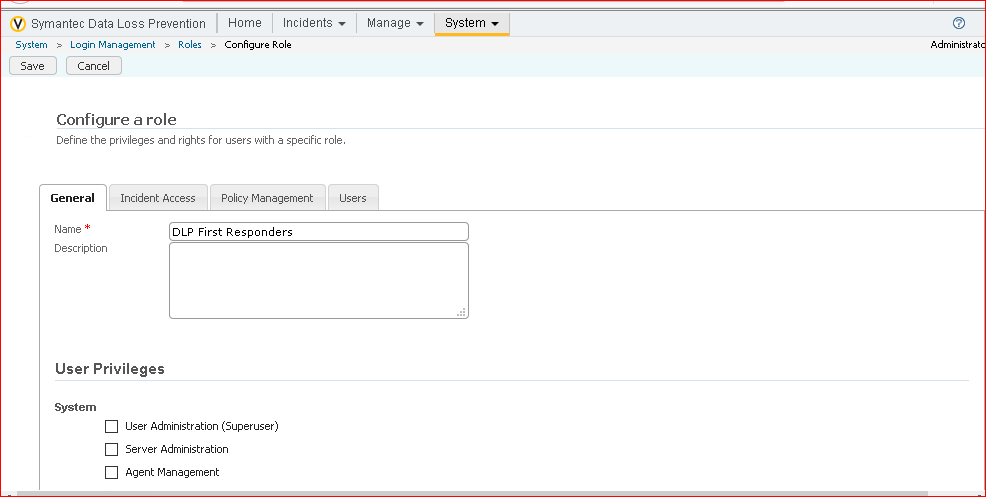 Symantec Data Loss Prevention Home Incidents Manage System
System > Login Management > Roles > Configure Role Administrato
Save Cancel
Configure a role
Define the privileges and rights for users with a specific role.
General Incident Access Policy Management Users
Name * DLP First Responders
Description
User Privileges
System
User Administration (Superuser)
Server Administration
Agent Management